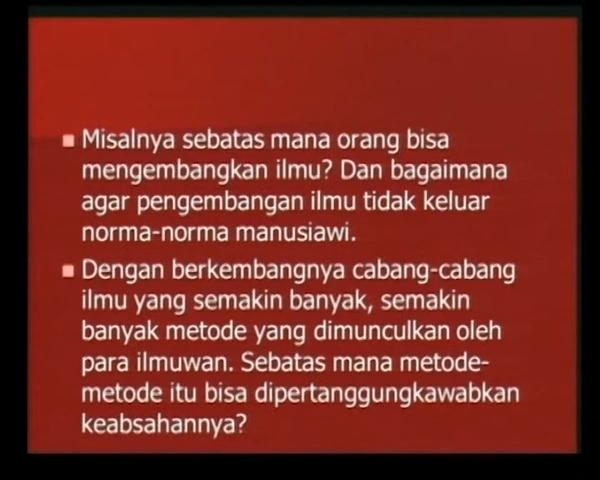 Misalnya sebatas mana orang bisa
mengembangkan ilmu? Dan bagaimana
agar pengembangan ilmu tidak keluar
norma-norma manusiawi.
Dengan berkembangnya cabang-cabang
ilmu yang semakin banyak, semakin
banyak metode yang dimunculkan oleh
para ilmuwan. Sebatas mana metode-
metode itu bisa dipertanggungkawabkan
keabsahannya?